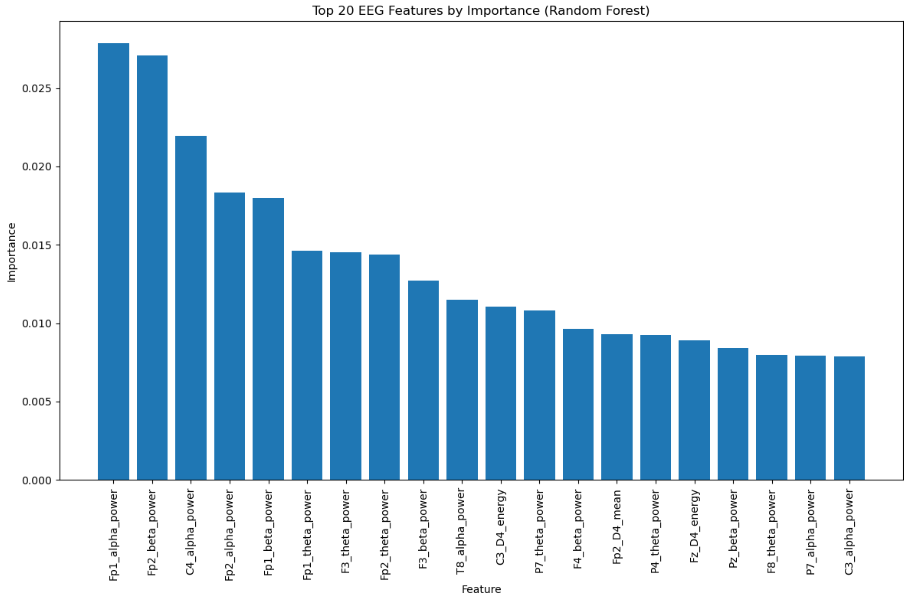 Top 20 EEG Features by Importance (Random Forest)
0.025
0.020
0.015
0.010
0.005
0.000
Importance
Fp1_alpha_power
Fp2_beta_power
C4_alpha_power
Fp2_alpha_power
Fp1_beta_power
Fp1_theta_power
F3_theta_power
Fp2_theta_power
F3_beta_power
T8_alpha_power
C3_D4_energy
P7_theta_power
F4_beta_power
Fp2_D4_mean
P4_theta_power
Fz_D4_energy
Pz_beta_power
F8_theta_power
P7_alpha_power
C3_alpha_power
Feature